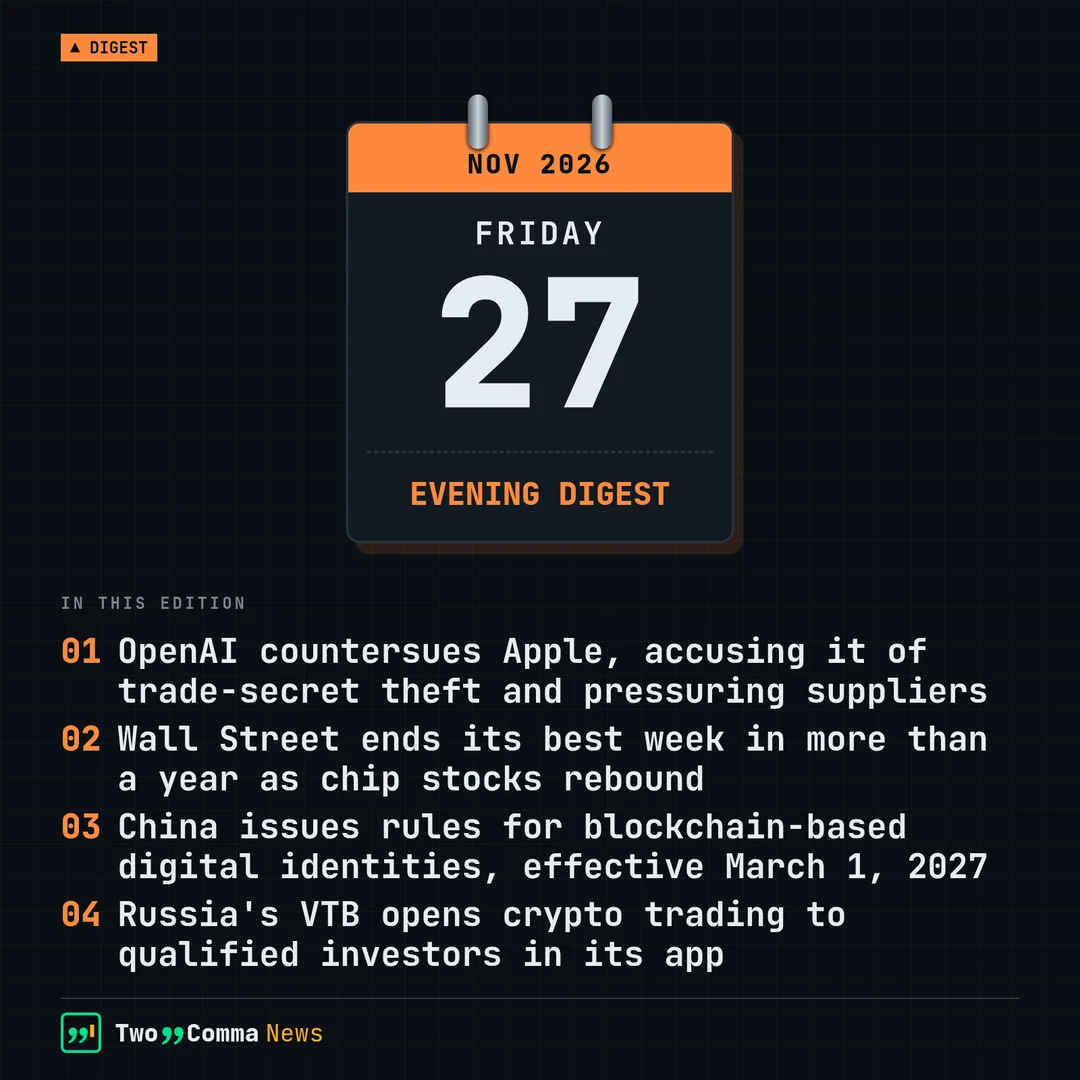 ▲ DIGEST
NOV 2026
FRIDAY
27
EVENING DIGEST
IN THIS EDITION
01 OpenAI countersues Apple, accusing it of
trade-secret theft and pressuring suppliers
02 Wall Street ends its best week in more than
a year as chip stocks rebound
03 China issues rules for blockchain-based
digital identities, effective March 1, 2027
04 Russia's VTB opens crypto trading to
qualified investors in its app
Two,,Comma News